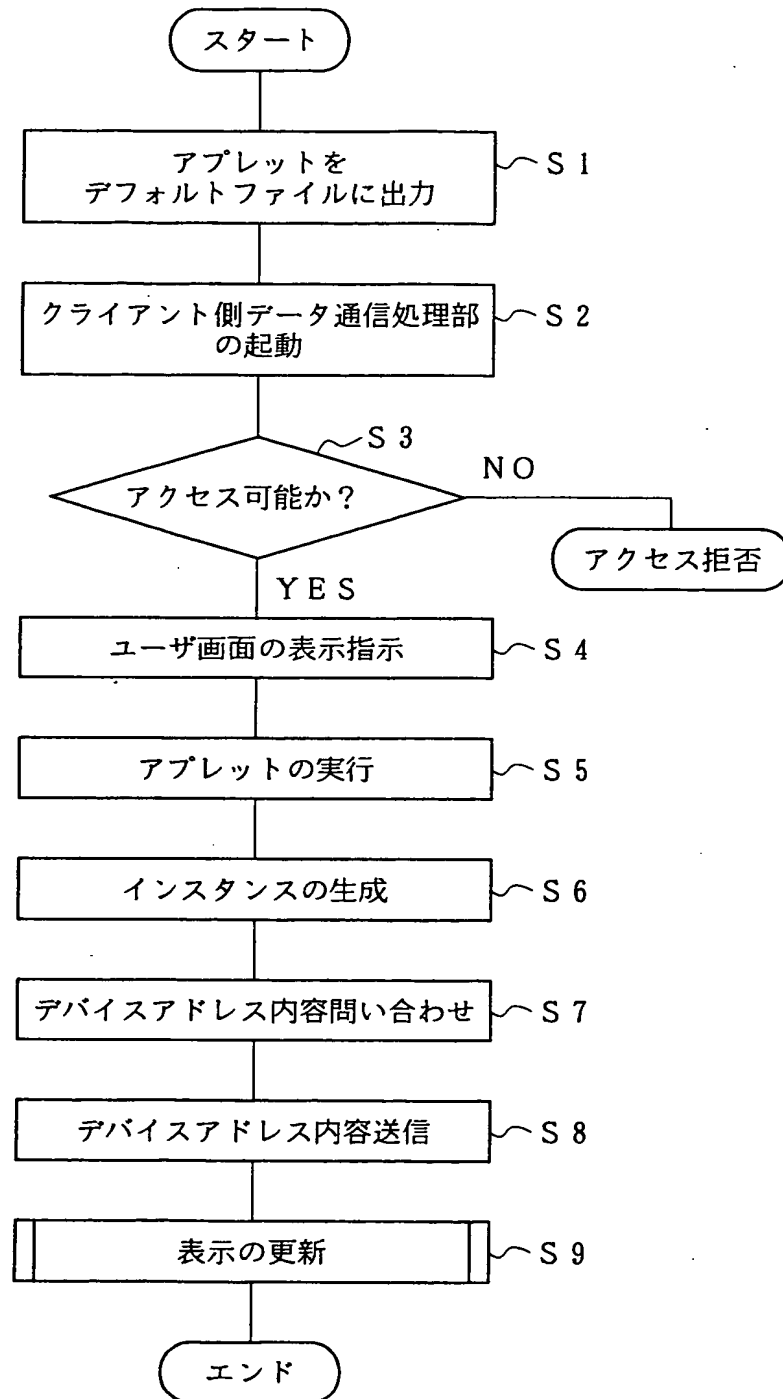 スタート
アプレットを
デフォルトファイルに出力
S1
クライアント側データ通信処理部
の起動
S2
S3
アクセス可能か?
NO
アクセス拒否
YES
ユーザ画面の表示指示
S4
アプレットの実行
S5
インスタンスの生成
S6
デバイスアドレス内容問い合わせ
S7
デバイスアドレス内容送信
S8
表示の更新
S9
エンド